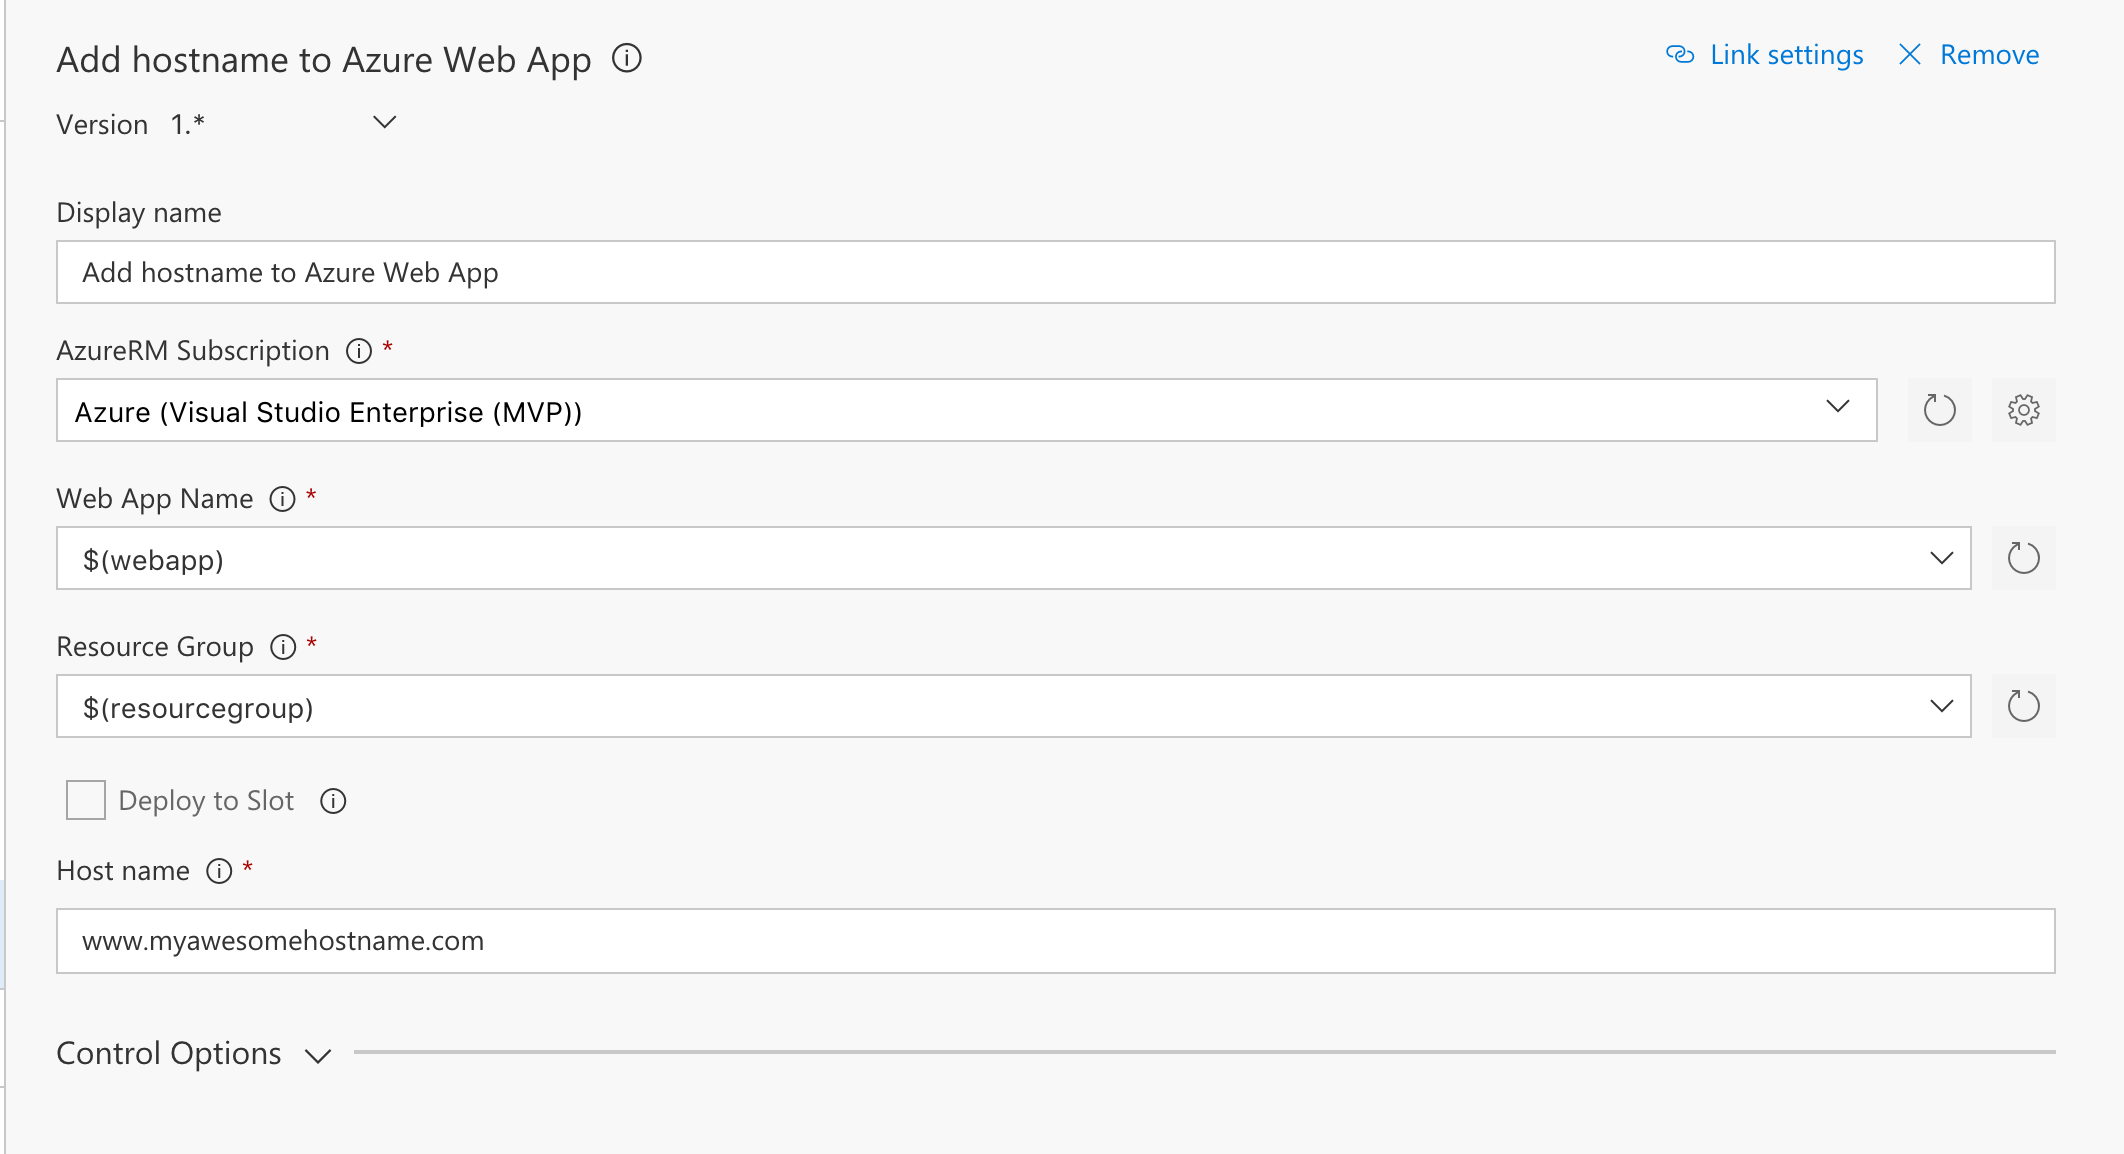 Add hostname to Azure Web App
Link settings
Remove
Version 1.*
Display name
Add hostname to Azure Web App
AzureRM Subscription *
Azure (Visual Studio Enterprise (MVP))
Web App Name *
$(webapp)
Resource Group *
$(resourcegroup)
Deploy to Slot
Host name *
www.myawesomehostname.com
Control Options